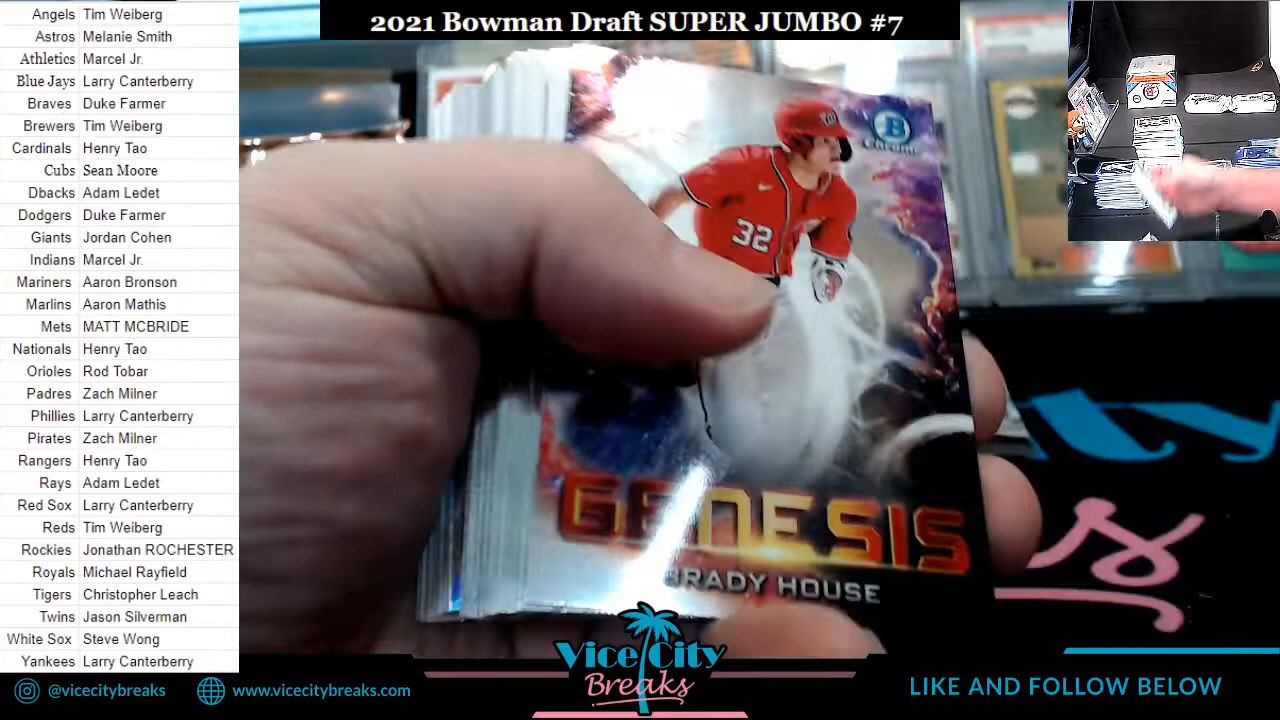 2021 Bowman Draft SUPER JUMBO #7
Angels Tim Weiberg
Astros Melanie Smith
Athletics Marcel Jr.
Blue Jays Larry Canterberry
Braves Duke Farmer
Brewers Tim Weiberg
Cardinals Henry Tao
Cubs Sean Moore
Dbacks Adam Ledet
Dodgers Duke Farmer
Giants Jordan Cohen
Indians Marcel Jr.
Mariners Aaron Bronson
Marlins Aaron Mathis
Mets MATT MCBRIDE
Nationals Henry Tao
Orioles Rod Tobar
Padres Zach Milner
Phillies Larry Canterberry
Pirates Zach Milner
Rangers Henry Tao
Rays Adam Ledet
Red Sox Larry Canterberry
Reds Tim Weiberg
Rockies Jonathan ROCHESTER
Royals Michael Rayfield
Tigers Christopher Leach
Twins Jason Silverman
White Sox Steve Wong
Yankees Larry Canterberry
B
Chrome
32
GENESIS
BRADY HOUSE
Vice City
Breaks
@vicecitybreaks
www.vicecitybreaks.com
LIKE AND FOLLOW BELOW